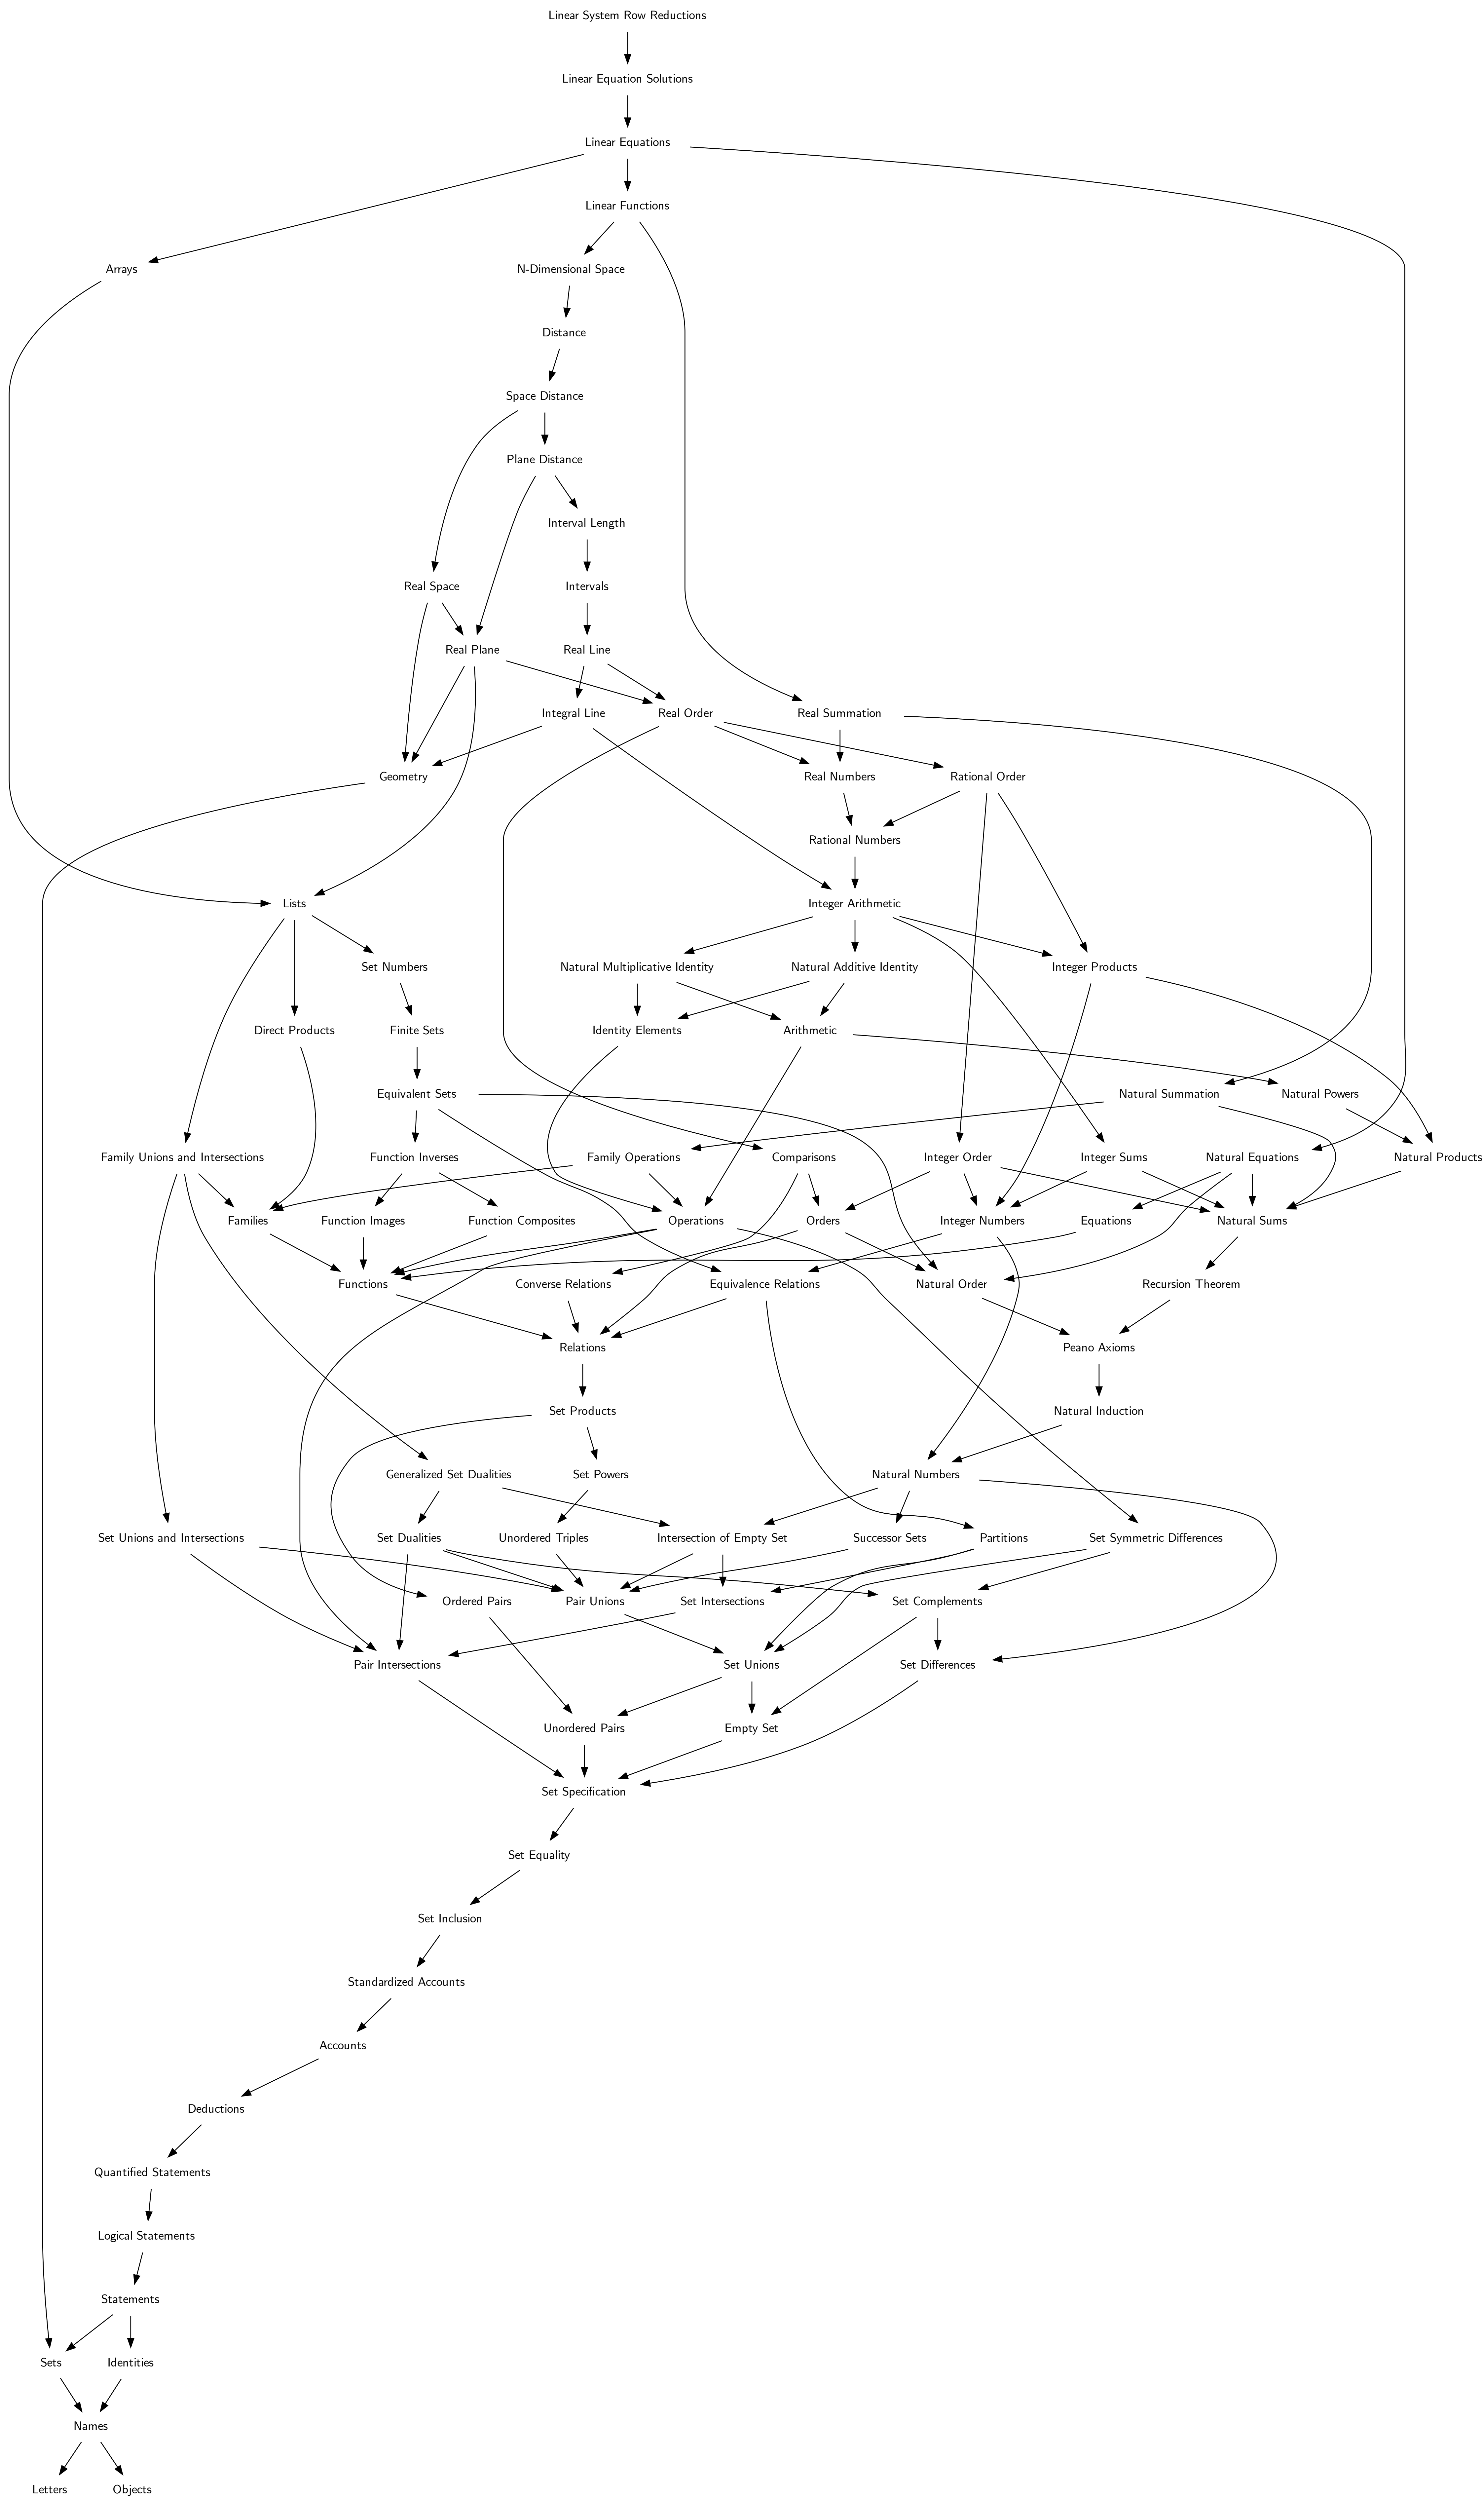 Linear System Row Reductions
Linear Equation Solutions
Linear Equations
Linear Functions
Arrays
N-Dimensional Space
Distance
Space Distance
Plane Distance
Interval Length
Real Space
Intervals
Real Plane
Real Line
Integral Line
Real Order
Real Summation
Geometry
Real Numbers
Rational Order
Rational Numbers
Lists
Integer Arithmetic
Set Numbers
Natural Multiplicative Identity
Natural Additive Identity
Integer Products
Direct Products
Finite Sets
Identity Elements
Arithmetic
Equivalent Sets
Natural Summation
Natural Powers
Family Unions and Intersections
Function Inverses
Family Operations
Comparisons
Integer Order
Integer Sums
Natural Equations
Natural Products
Families
Function Images
Function Composites
Operations
Orders
Integer Numbers
Equations
Natural Sums
Functions
Converse Relations
Equivalence Relations
Natural Order
Recursion Theorem
Relations
Peano Axioms
Set Products
Natural Induction
Generalized Set Dualities
Set Powers
Natural Numbers
Set Unions and Intersections
Set Dualities
Unordered Triples
Intersection of Empty Set
Successor Sets
Partitions
Set Symmetric Differences
Ordered Pairs
Pair Unions
Set Intersections
Set Complements
Pair Intersections
Set Unions
Set Differences
Unordered Pairs
Empty Set
Set Specification
Set Equality
Set Inclusion
Standardized Accounts
Accounts
Deductions
Quantified Statements
Logical Statements
Statements
Sets
Identities
Names
Letters
Objects